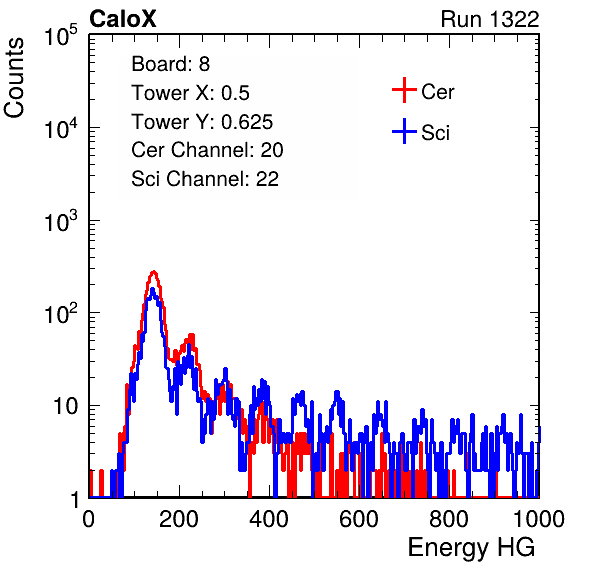 CaloX Run 1322
Counts
Board: 8
Tower X: 0.5
Tower Y: 0.625
Cer Channel: 20
Sci Channel: 22
Cer
Sci
10^5
10^4
10^3
10^2
10
1
0 200 400 600 800 1000
Energy HG